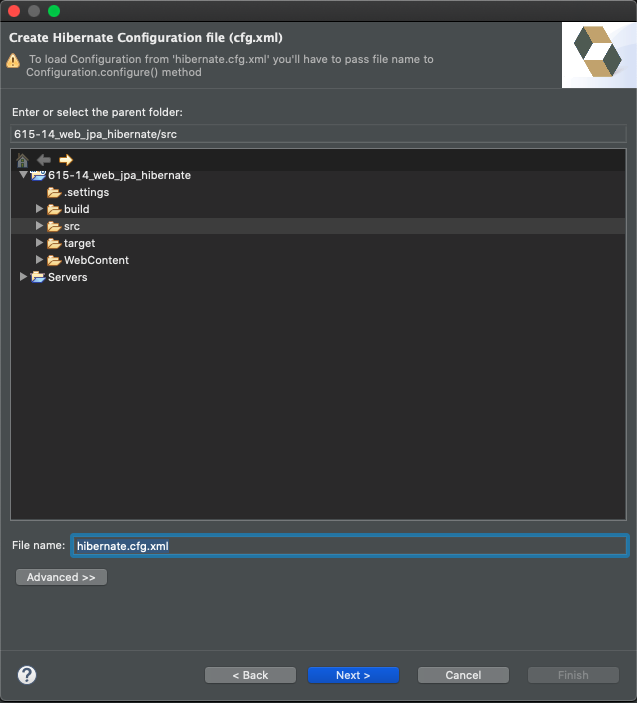 Create Hibernate Configuration file (cfg.xml)
To load Configuration from 'hibernate.cfg.xml' you'll have to pass file name to
Configuration.configure() method
Enter or select the parent folder:
615-14_web_jpa_hibernate/src
615-14_web_jpa_hibernate
.settings
build
src
target
WebContent
Servers
File name: hibernate.cfg.xml
Advanced >>
? < Back Next > Cancel Finish